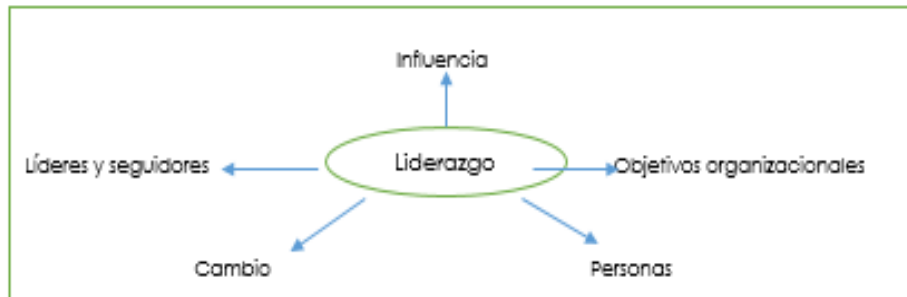 Influencia
Líderes y seguidores
Liderazgo
Objetivos organizacionales
Cambio
Personas